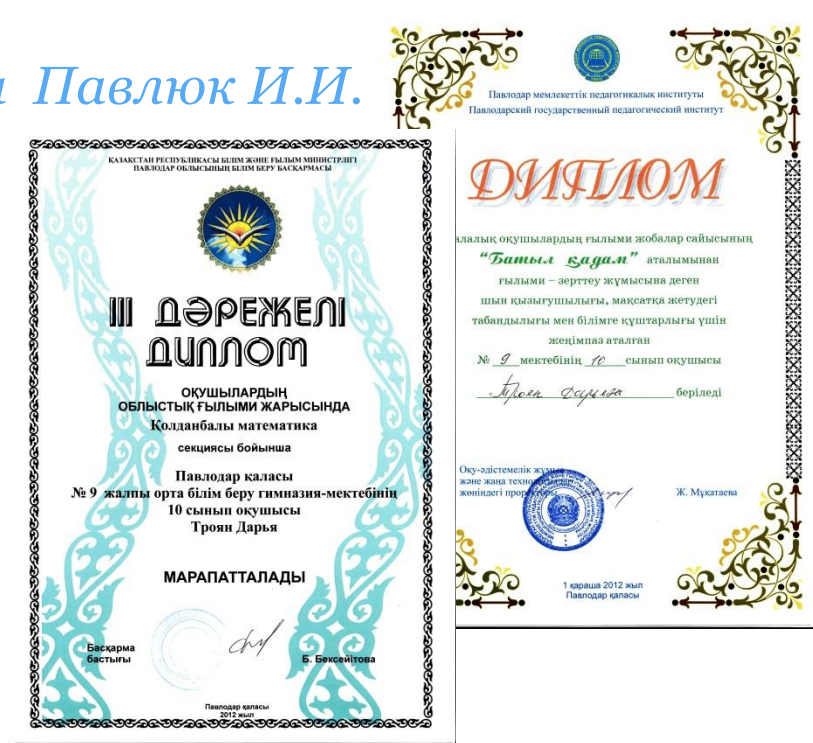 Павлюк И.И.
ҚАЗАҚСТАН РЕСПУБЛИКАСЫ БІЛІМ ЖӘНЕ ҒЫЛЫМ МИНИСТРЛІГІ
ПАВЛОДАР ОБЛЫСЫНЫҢ БІЛІМ БЕРУ БАСҚАРМАСЫ
III ДӘРЕЖЕЛІ
ДИПЛОМ
ОҚУШЫЛАРДЫҢ
ОБЛЫСТЫҚ ҒЫЛЫМИ ЖАРЫСЫНДА
Қолданбалы математика
секциясы бойынша
Павлодар қаласы
№ 9 жалпы орта білім беру гимназия-мектебінің
10 сынып оқушысы
Троян Дарья
МАРАПАТТАЛАДЫ
Басқарма
бастығы
Б. Бексейітова
Павлодар қаласы
2012 жыл
Павлодар мемлекеттік педагогикалық институты
Павлодарский государственный педагогический институт
ДИПЛОМ
алалық оқушылардың ғылыми жобалар сайысының
“Батыл қадам” аталымынан
ғылыми – зерттеу жұмысына деген
шын қызығушылығы, мақсатқа жетудегі
табандылығы мен білімге құштарлығы үшін
жеңімпаз аталған
№ 9 мектебінің 10 сынып оқушысы
Троян Дарьяға беріледі
Оқу-әдістемелік жұмыс
және жаңа
жөніндегі проректоры
Ж. Мұқатаева
1 қараша 2012 жыл
Павлодар қаласы